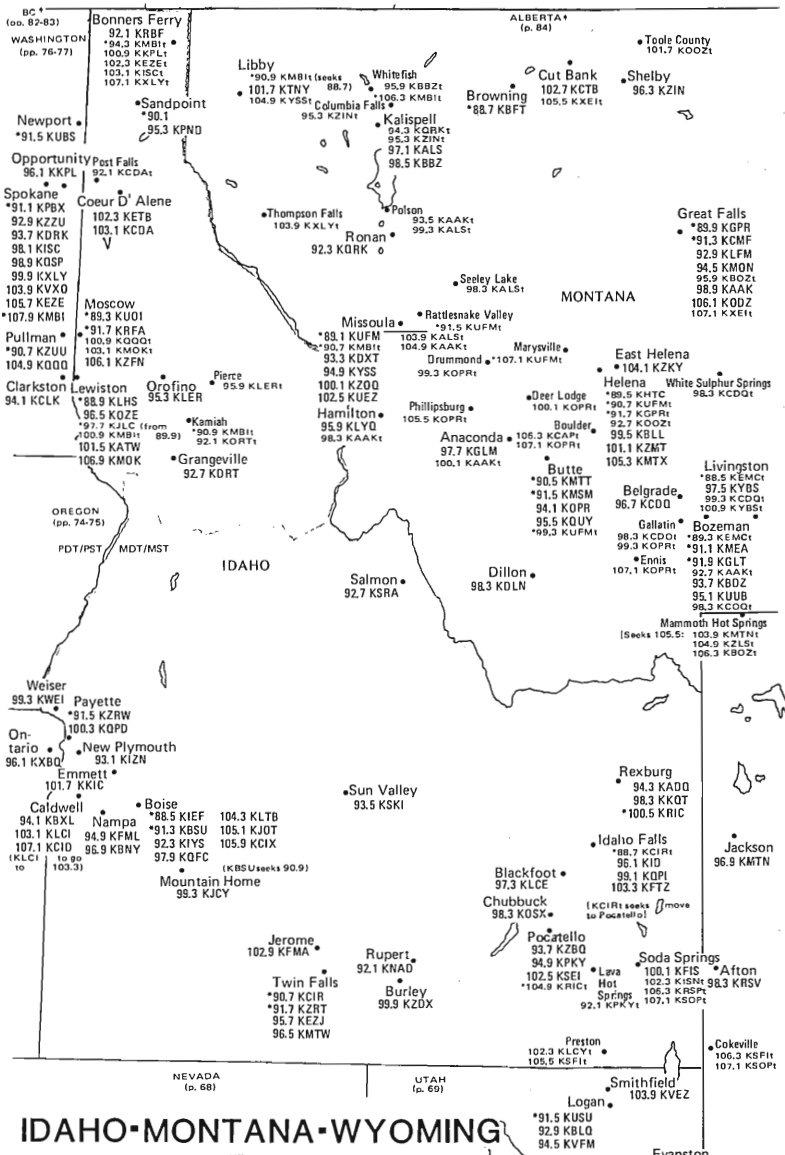 BC↑
(pp. 82-83)
ALBERTA↑
(p. 84)
WASHINGTON
(pp. 76-77)
Bonners Ferry
92.1 KRBF
*94.3 KMBIt
100.9 KKPLt
102.3 KEZEt
103.1 KISCt
107.1 KXLYt
Libby
*90.9 KMBIt (seeks 88.7)
101.7 KTNY
104.9 KYSSt
Whitefish
95.9 KBBZt
*106.3 KMBIt
Columbia Falls
95.3 KZINt
Kalispell
94.3 KQRKt
95.3 KZINt
97.1 KALS
98.5 KBBZ
Browning
*88.7 KBFT
Cut Bank
102.7 KCTB
105.5 KXEIt
Toole County
101.7 KOOZt
Shelby
96.3 KZIN
Newport
*91.5 KUBS
Sandpoint
*90.1
95.3 KPND
Opportunity
96.1 KKPL
Post Falls
92.1 KCDAt
Spokane
*91.1 KPBX
92.9 KZZU
93.7 KDRK
98.1 KISC
98.9 KQSP
99.9 KXLY
103.9 KVXO
105.7 KEZE
*107.9 KMBI
Coeur D' Alene
102.3 KETB
103.1 KCDA
Thompson Falls
103.9 KXLYt
Polson
93.5 KAAKt
99.3 KALSt
Ronan
92.3 KQRK
Great Falls
*89.9 KGPR
*91.3 KCMF
92.9 KLFM
94.5 KMON
95.9 KBOZt
98.9 KAAK
106.1 KODZ
107.1 KXEIt
Seeley Lake
98.3 KALSt
MONTANA
Moscow
*89.3 KUOI
*91.7 KRFA
100.9 KQQQt
103.1 KMOKt
106.1 KZFN
Pullman
*90.7 KZUU
104.9 KQQQ
Missoula
*89.1 KUFM
*90.7 KMBIt
93.3 KDXT
94.9 KYSS
100.1 KZOQ
102.5 KUEZ
103.9 KALSt
104.9 KAAKt
Rattlesnake Valley
*91.5 KUFMt
Drummond
99.3 KOPRt
Marysville
*107.1 KUFMt
East Helena
104.1 KZKY
Clarkston
94.1 KCLK
Lewiston
*88.9 KLHS
96.5 KOZE
*97.7 KJLC (from 89.9)
100.9 KMBIt
101.5 KATW
106.9 KMOK
Orofino
95.3 KLER
Pierce
95.9 KLERt
Kamiah
*90.9 KMBIt
92.1 KORTt
Grangeville
92.7 KORT
Hamilton
95.9 KLYQ
98.3 KAAKt
Phillipsburg
105.5 KOPRt
Deer Lodge
100.1 KOPRt
Helena
*89.5 KHTC
*90.7 KUFMt
*91.7 KGPRt
92.7 KOOZt
99.5 KBLL
101.1 KZMT
105.3 KMTX
White Sulphur Springs
98.3 KCDQt
Anaconda
97.7 KGLM
100.1 KAAKt
Boulder
106.3 KCAPt
107.1 KOPRt
Butte
*90.5 KMTT
*91.5 KMSM
94.1 KOPR
95.5 KQUY
*99.3 KUFMt
Livingston
*88.5 KEMCt
97.5 KYBS
99.3 KCDQt
100.9 KYBSt
Belgrade
96.7 KCDQ
Gallatin
98.3 KCDOt
99.3 KOPRt
Bozeman
*89.3 KEMCt
*91.1 KMEA
*91.9 KGLT
92.7 KAAKt
93.7 KBOZ
95.1 KUUB
98.3 KCOQt
Ennis
107.1 KOPRt
OREGON
(pp. 74-75)
PDT/PST
MDT/MST
IDAHO
Salmon
92.7 KSRA
Dillon
98.3 KDLN
Mammoth Hot Springs
[Seeks 105.5: 103.9 KMTNt
104.9 KZLSt
106.3 KBOZt
Weiser
99.3 KWEI
Payette
*91.5 KZRW
100.3 KQPD
On-
tario
96.1 KXBQ
New Plymouth
93.1 KIZN
Emmett
101.7 KKIC
Caldwell
94.1 KBXL
103.1 KLCI
107.1 KCID
(KLCI to go
to 103.3)
Nampa
94.9 KFML
96.9 KBNY
Boise
*88.5 KIEF 104.3 KLTB
*91.3 KBSU 105.1 KJOT
92.3 KIYS 105.9 KCIX
97.9 KQFC
(KBSU seeks 90.9)
Mountain Home
99.3 KJCY
Sun Valley
93.5 KSKI
Rexburg
94.3 KADQ
98.3 KKQT
*100.5 KRIC
Idaho Falls
*88.7 KCIRt
96.1 KID
99.1 KQPI
103.3 KFTZ
(KCIRt seeks move
to Pocatello)
Jackson
96.9 KMTN
Blackfoot
97.3 KLCE
Chubbuck
98.3 KOSX
Pocatello
93.7 KZBQ
94.9 KPKY
102.5 KSEI
*104.9 KRICt
Jerome
102.9 KFMA
Rupert
92.1 KNAD
Burley
99.9 KZDX
Twin Falls
*90.7 KCIR
*91.7 KZRT
95.7 KEZJ
96.5 KMTW
Lava
Hot
Springs
92.1 KPKYt
Soda Springs
100.1 KFIS
102.3 KISNt
106.3 KRSPt
107.1 KSOPt
Afton
98.3 KRSV
Preston
102.3 KLCYt
105.5 KSFIt
Cokeville
106.3 KSFIt
107.1 KSOPt
NEVADA
(p. 68)
UTAH
(p. 69)
Smithfield
103.9 KVEZ
Logan
*91.5 KUSU
92.9 KBLQ
94.5 KVFM
Evanston
IDAHO-MONTANA-WYOMING